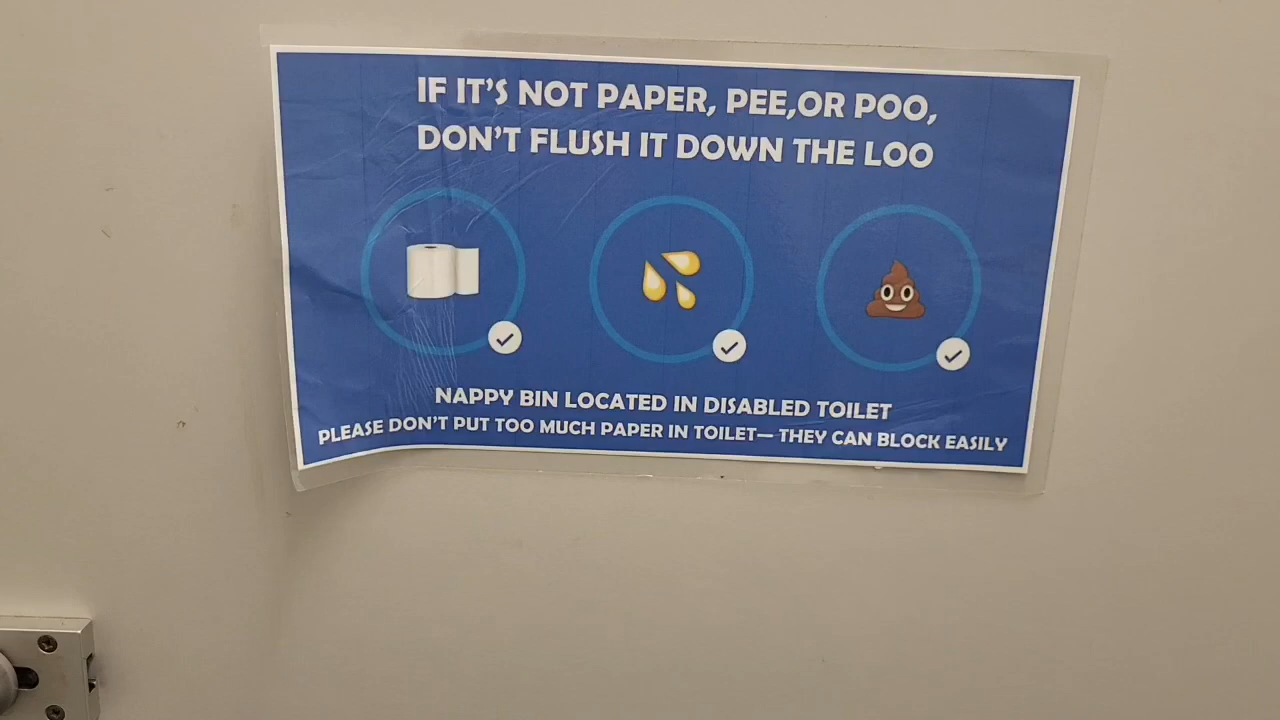 IF IT'S NOT PAPER, PEE,OR POO,
DON'T FLUSH IT DOWN THE LOO
NAPPY BIN LOCATED IN DISABLED TOILET
PLEASE DON'T PUT TOO MUCH PAPER IN TOILET— THEY CAN BLOCK EASILY